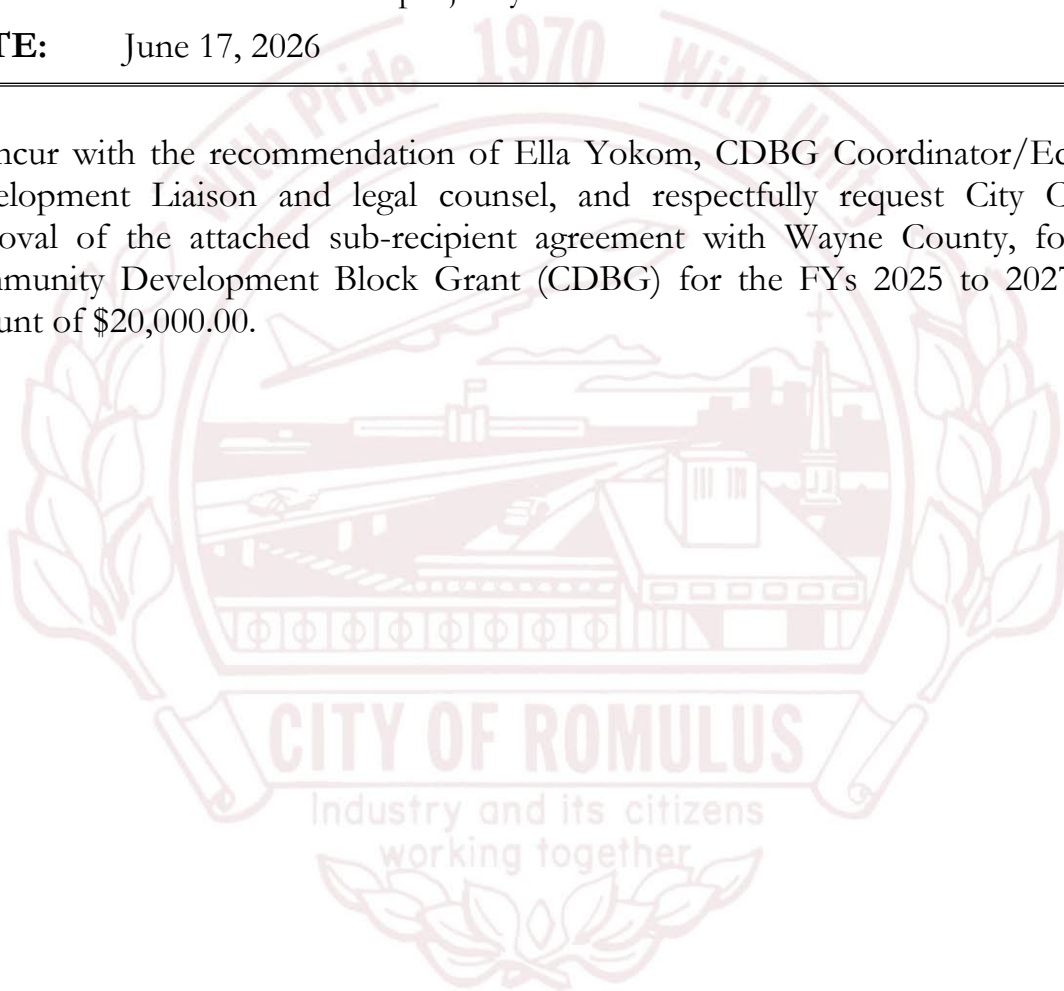 TE: June 17, 2026
With Pride 1970 With Unity
ncur with the recommendation of Ella Yokom, CDBG Coordinator/Ec
elopment Liaison and legal counsel, and respectfully request City C
oval of the attached sub-recipient agreement with Wayne County, fo
munity Development Block Grant (CDBG) for the FYs 2025 to 2027
unt of $20,000.00.
CITY OF ROMULUS
Industry and its citizens
working together